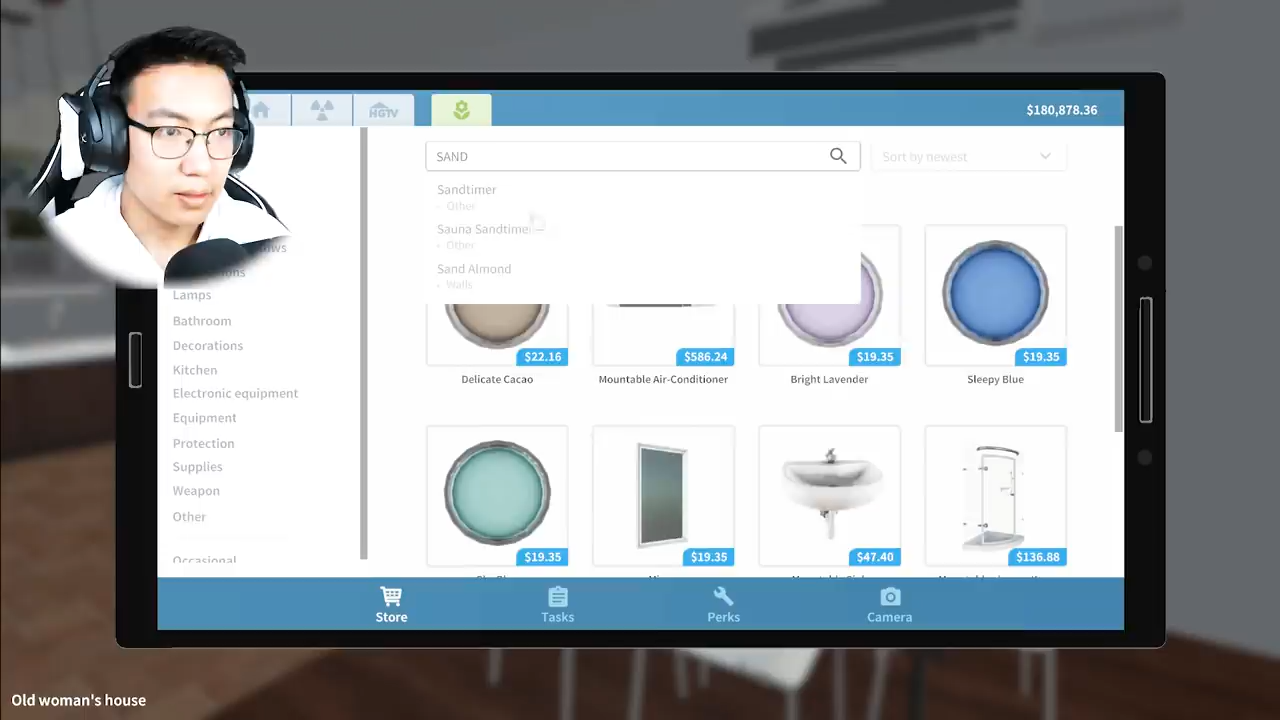 HGTV
$180,878.36
SAND
Sort by newest
Sandtimer
- Other
Sauna Sandtimer
- Other
Sand Almond
- Walls
Lamps
Bathroom
Decorations
Kitchen
Electronic equipment
Equipment
Protection
Supplies
Weapon
Other
Occasional
$22.16
$586.24
$19.35
$19.35
Delicate Cacao
Mountable Air-Conditioner
Bright Lavender
Sleepy Blue
$19.35
$19.35
$47.40
$136.88
Store
Tasks
Perks
Camera
Old woman's house